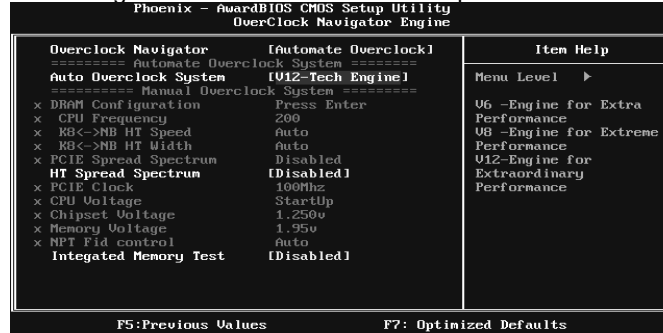 Phoenix - AwardBIOS CMOS Setup Utility
OverClock Navigator Engine
Overclock Navigator [Automate Overclock]
========= Automate Overclock System ========
Auto Overclock System [V12-Tech Engine]
========== Manual Overclock System =========
x DRAM Configuration Press Enter
x CPU Frequency 200
x K8<->NB HT Speed Auto
x K8<->NB HT Width Auto
x PCIE Spread Spectrum Disabled
HT Spread Spectrum [Disabled]
x PCIE Clock 100Mhz
x CPU Voltage StartUp
x Chipset Voltage 1.250v
x Memory Voltage 1.95v
x NPT Fid control Auto
Integated Memory Test [Disabled]
Item Help
Menu Level ▶
V6 -Engine for Extra
Performance
V8 -Engine for Extreme
Performance
V12-Engine for
Extraordinary
Performance
F5:Previous Values F7: Optimized Defaults